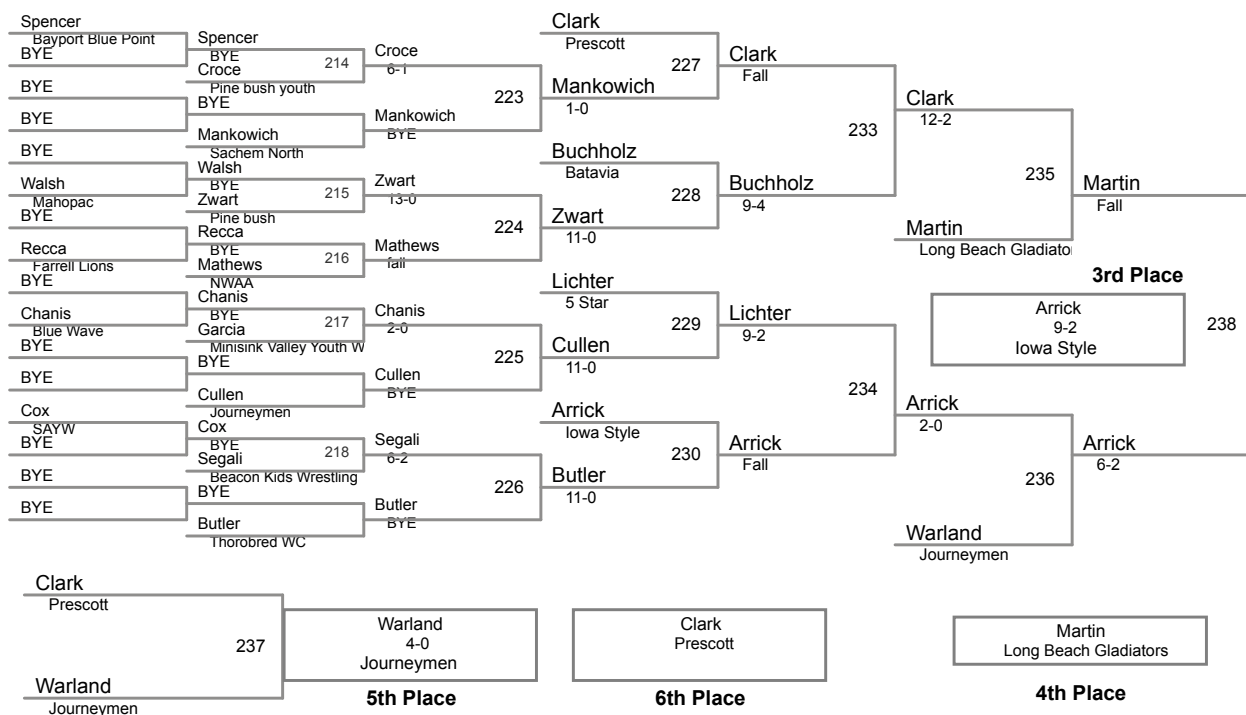 Spencer
Bayport Blue Point
BYE
BYE
BYE
BYE
Walsh
Mahopac
BYE
Recca
Farrell Lions
BYE
Chanis
Blue Wave
BYE
BYE
Cox
SAYW
BYE
BYE
BYE
Spencer
BYE
214
Croce
Pine bush youth
BYE
Mankowich
Sachem North
Walsh
BYE
215
Zwart
Pine bush
Recca
BYE
216
Mathews
NWAA
Chanis
BYE
217
Garcia
Minisink Valley Youth W
BYE
Cullen
Journeymen
Cox
BYE
218
Segali
Beacon Kids Wrestling
BYE
Butler
Thorobred WC
Croce
6-1
223
Mankowich
BYE
Zwart
13-0
224
Mathews
fall
Chanis
2-0
225
Cullen
BYE
Segali
6-2
226
Butler
BYE
Clark
Prescott
227
Mankowich
1-0
Buchholz
Batavia
228
Zwart
11-0
Lichter
5 Star
229
Cullen
11-0
Arrick
Iowa Style
230
Butler
11-0
Clark
Fall
233
Buchholz
9-4
Lichter
9-2
234
Arrick
Fall
Clark
12-2
235
Martin
Long Beach Gladiator
Arrick
2-0
236
Warland
Journeymen
Martin
Fall
3rd Place
Arrick
9-2
Iowa Style
238
Arrick
6-2
Clark
Prescott
237
Warland
Journeymen
Warland
4-0
Journeymen
5th Place
Clark
Prescott
6th Place
Martin
Long Beach Gladiators
4th Place